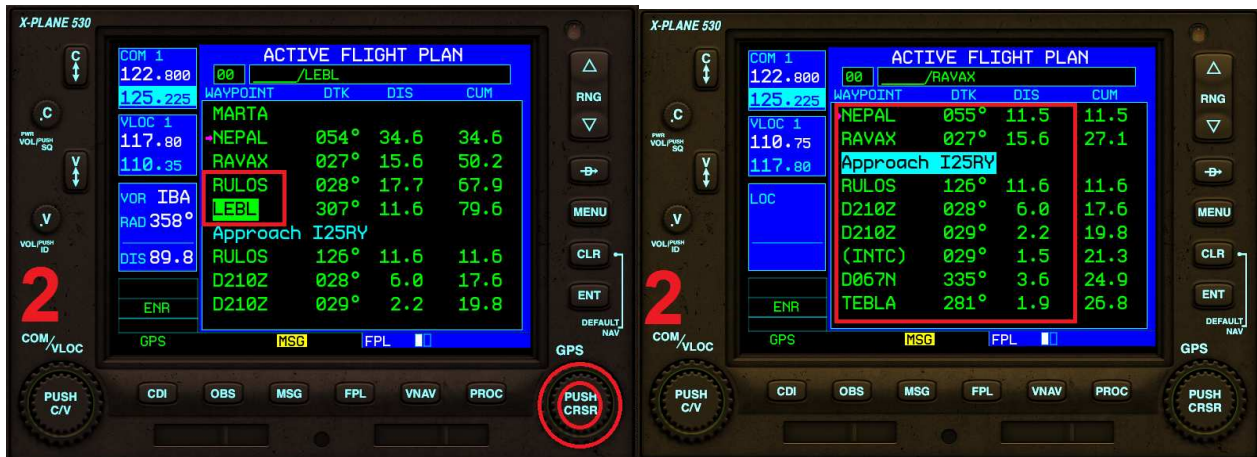 X-PLANE 530
C
.C
PWR
VOL/PUSH
SQ
V
.V
VOL/PUSH
ID
2
COM/VLOC
PUSH
C/V
COM 1
122.800
125.225
VLOC 1
117.80
110.35
VOR IBA
RAD 358°
DIS 89.8
ENR
GPS
ACTIVE FLIGHT PLAN
00 _____/LEBL
WAYPOINT DTK DIS CUM
MARTA
NEPAL 054° 34.6 34.6
RAVAX 027° 15.6 50.2
RULOS 028° 17.7 67.9
LEBL 307° 11.6 79.6
Approach I25RY
RULOS 126° 11.6 11.6
D210Z 028° 6.0 17.6
D210Z 029° 2.2 19.8
MSG FPL
RNG
D
MENU
CLR
ENT
DEFAULT
NAV
GPS
PUSH
CRSR
CDI OBS MSG FPL VNAV PROC
X-PLANE 530
C
.C
PWR
VOL/PUSH
SQ
V
.V
VOL/PUSH
ID
2
COM/VLOC
PUSH
C/V
COM 1
122.800
125.225
VLOC 1
110.75
117.80
LOC
ENR
GPS
ACTIVE FLIGHT PLAN
00 _____/RAVAX
WAYPOINT DTK DIS CUM
NEPAL 055° 11.5 11.5
RAVAX 027° 15.6 27.1
Approach I25RY
RULOS 126° 11.6 11.6
D210Z 028° 6.0 17.6
D210Z 029° 2.2 19.8
(INTC) 029° 1.5 21.3
D067N 335° 3.6 24.9
TEBLA 281° 1.9 26.8
MSG FPL
RNG
D
MENU
CLR
ENT
DEFAULT
NAV
GPS
PUSH
CRSR
CDI OBS MSG FPL VNAV PROC